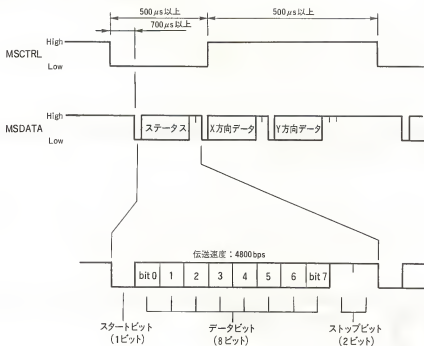 500μs以上
500μs以上
700μs以上
High
MSCTRL
Low
High
MSDATA
ステータス
X方向データ
Y方向データ
Low
伝送速度：4800bps
bit 0
1
2
3
4
5
6
bit 7
スタートビット
(1ビット)
データビット
(8ビット)
ストップビット
(2ビット)